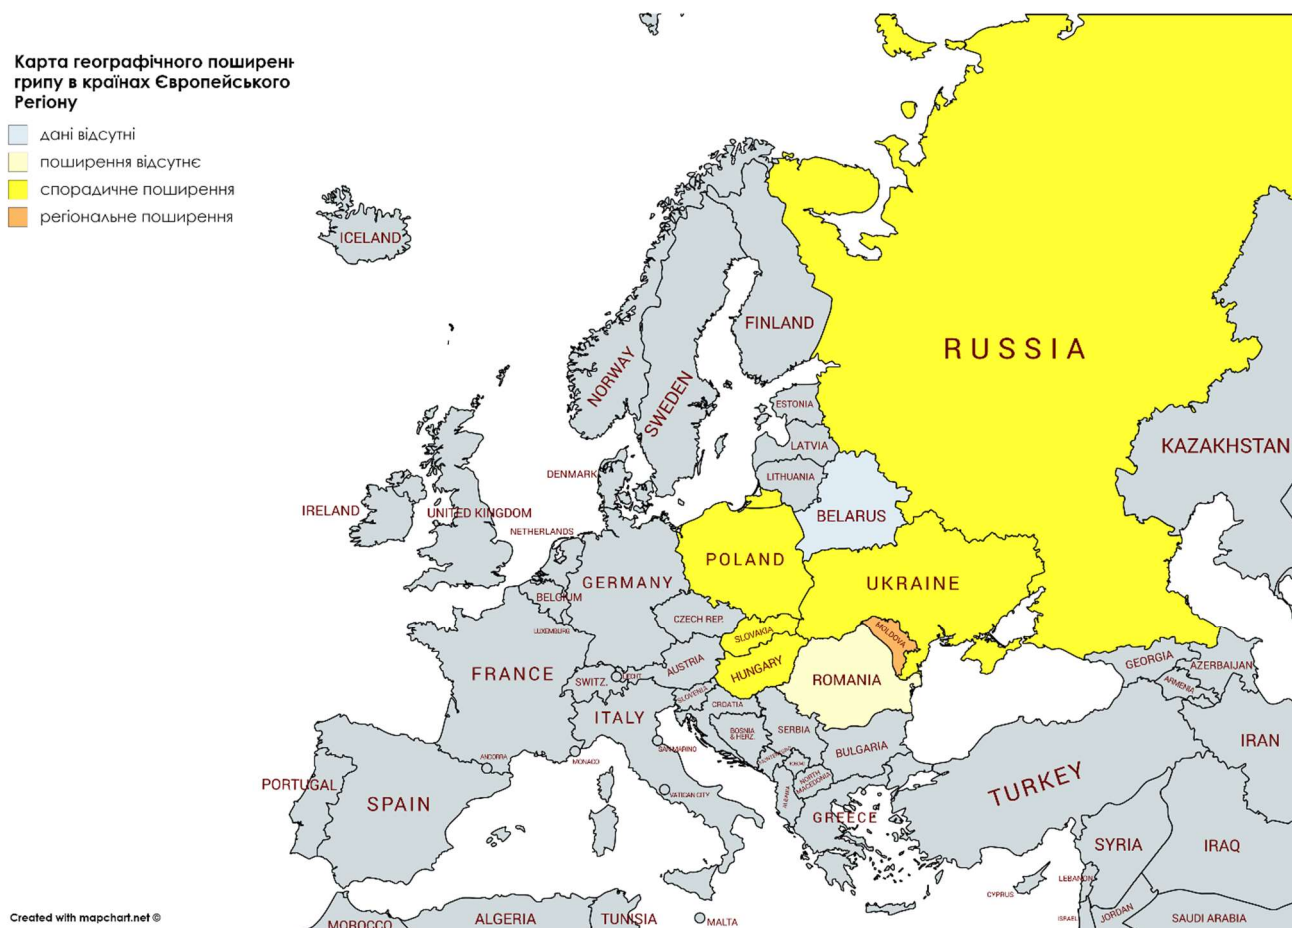 Карта географічного поширенн
грипу в країнах Європейського
Регіону
дані відсутні
поширення відсутнє
спорадичне поширення
регіональне поширення
ICELAND
NORWAY
SWEDEN
FINLAND
RUSSIA
ESTONIA
LATVIA
LITHUANIA
KAZAKHSTAN
DENMARK
IRELAND
UNITED KINGDOM
NETHERLANDS
BELARUS
POLAND
GERMANY
UKRAINE
BELGIUM
LUXEMBURG
CZECH REP.
SLOVAKIA
MOLDOVA
FRANCE
SWITZ.
AUSTRIA
HUNGARY
ROMANIA
GEORGIA
AZERBAIJAN
ARMENIA
SLOVENIA
CROATIA
ITALY
BOSNIA
& HERZ.
SERBIA
SAN MARINO
BULGARIA
IRAN
ANDORRA
MONACO
NORTH
MACEDONIA
PORTUGAL
SPAIN
VATICAN CITY
GREECE
TURKEY
SYRIA
IRAQ
LEBANON
CYPRUS
ISRAEL
JORDAN
SAUDI ARABIA
MOROCCO
ALGERIA
TUNISIA
MALTA
Created with mapchart.net ©